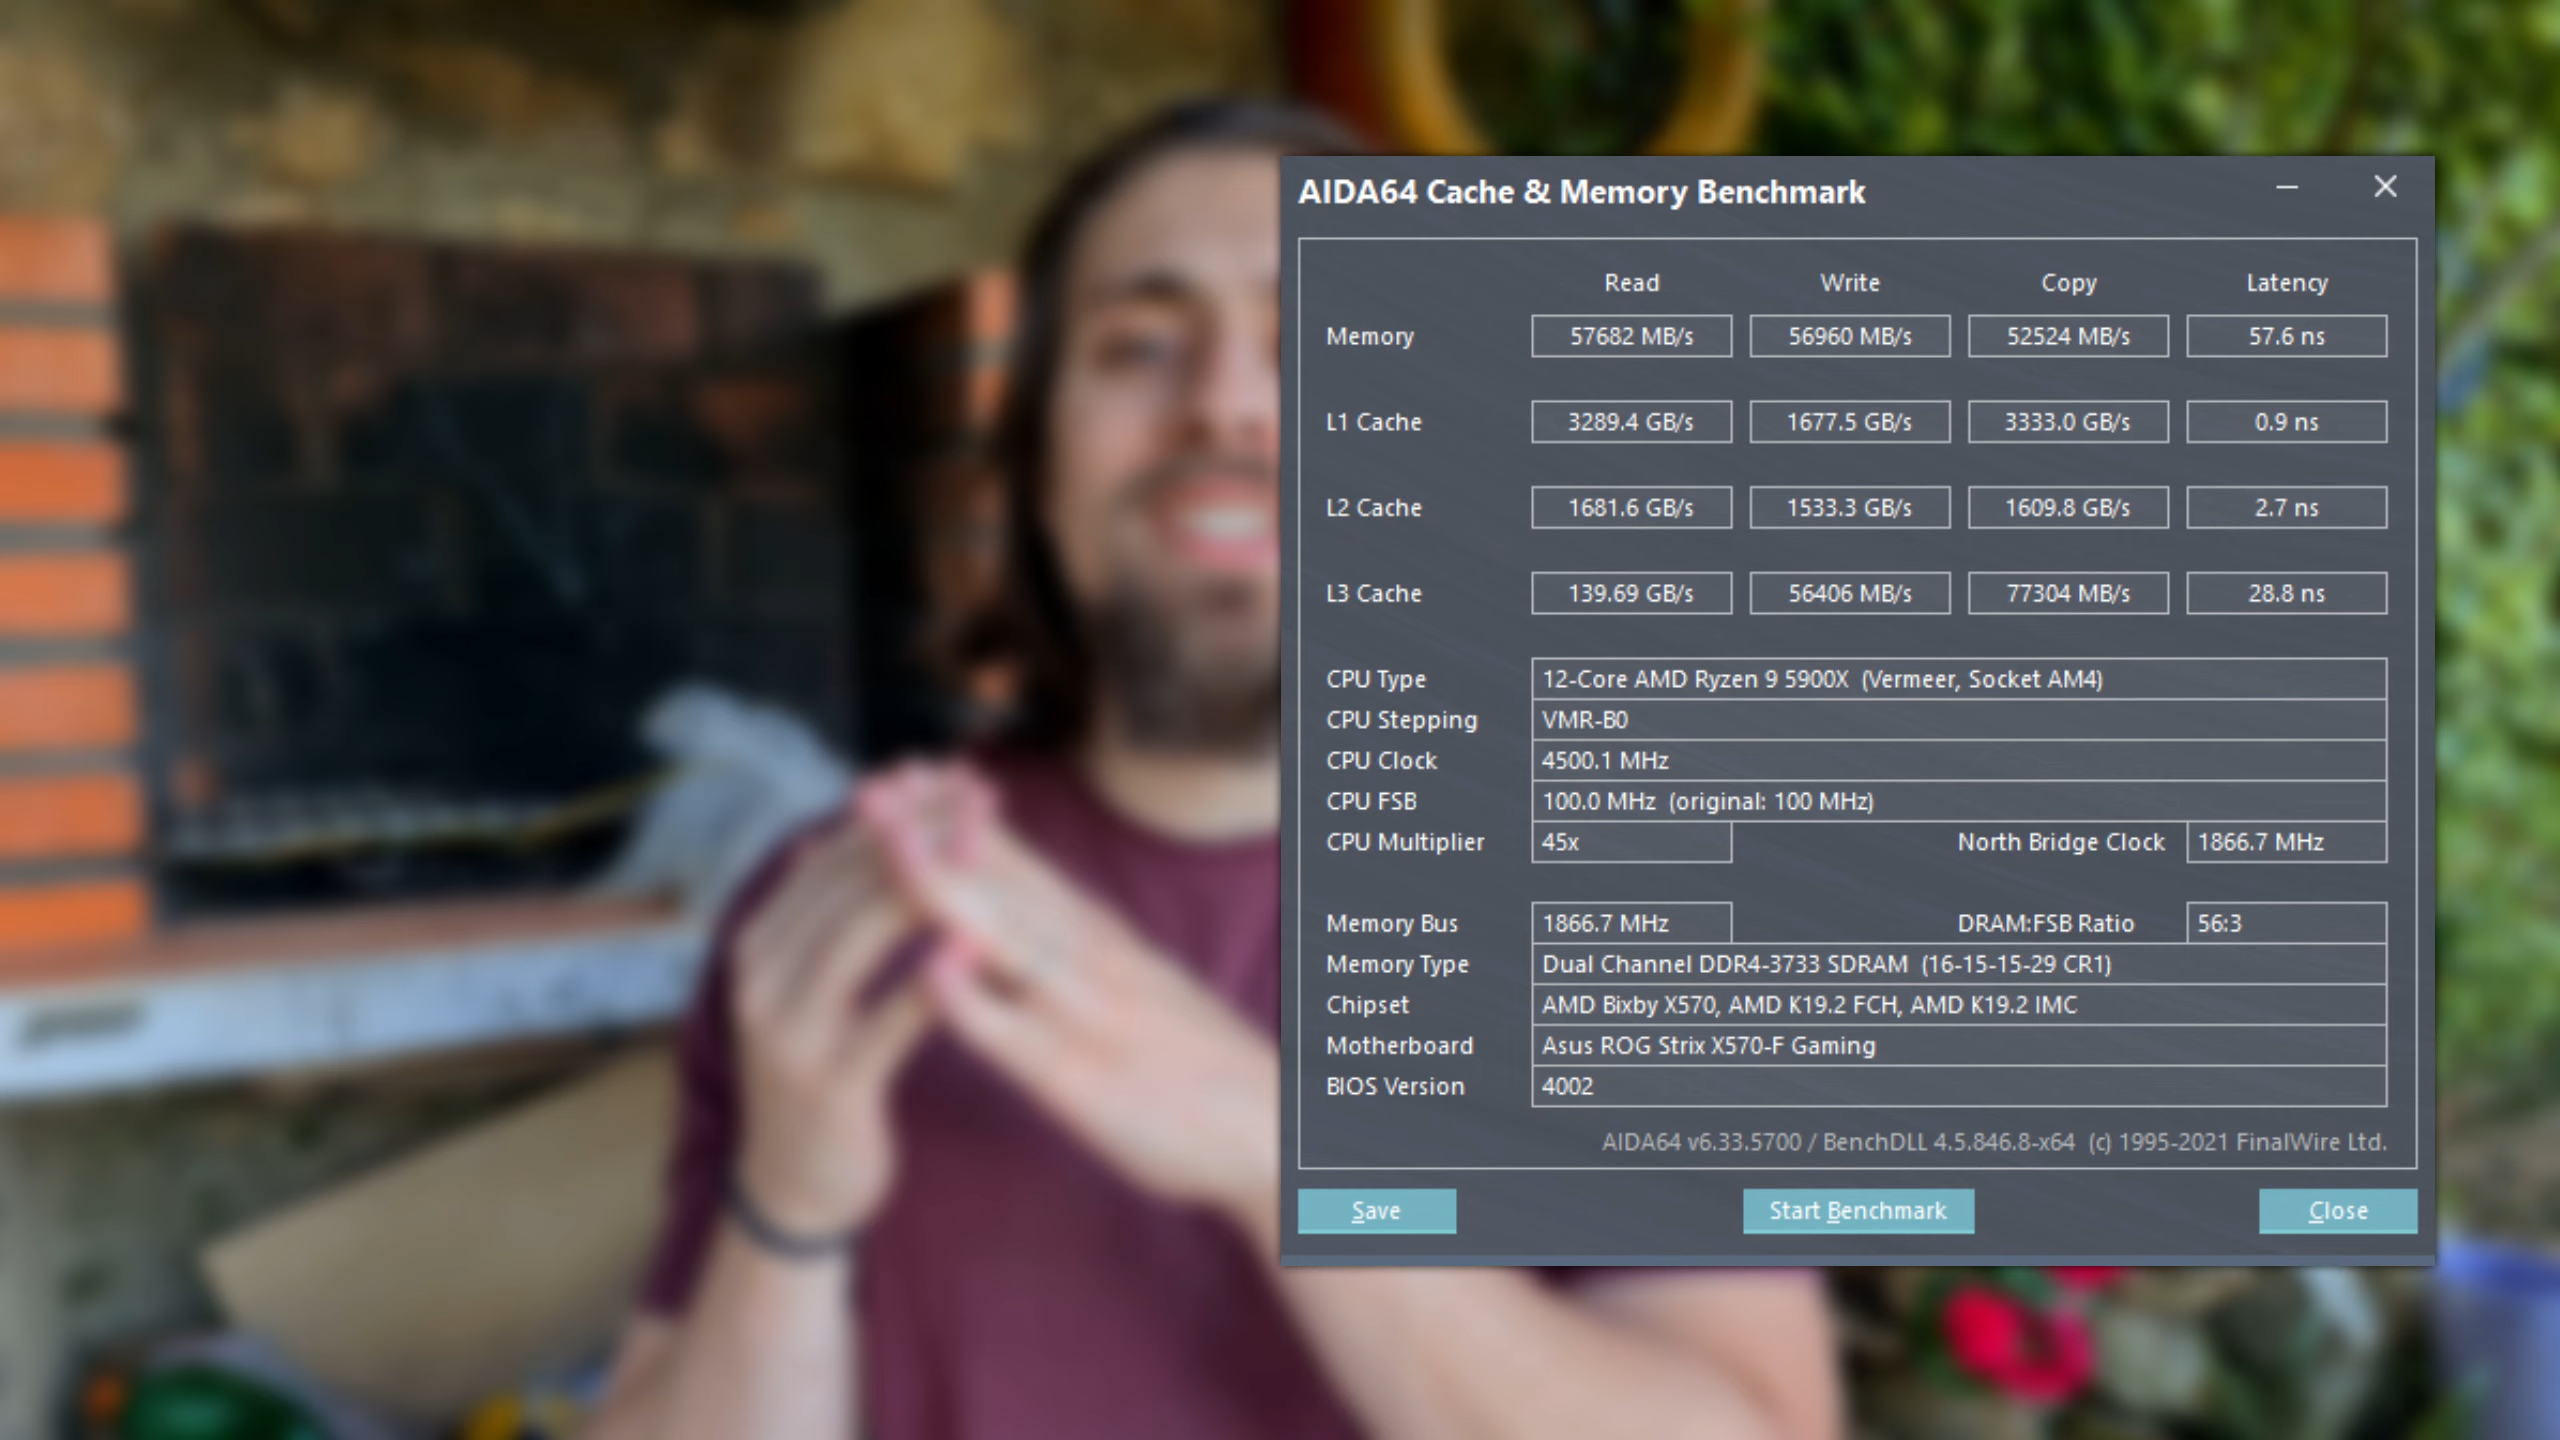 AIDA64 Cache & Memory Benchmark
Read Write Copy Latency
Memory 57682 MB/s 56960 MB/s 52524 MB/s 57.6 ns
L1 Cache 3289.4 GB/s 1677.5 GB/s 3333.0 GB/s 0.9 ns
L2 Cache 1681.6 GB/s 1533.3 GB/s 1609.8 GB/s 2.7 ns
L3 Cache 139.69 GB/s 56406 MB/s 77304 MB/s 28.8 ns
CPU Type 12-Core AMD Ryzen 9 5900X (Vermeer, Socket AM4)
CPU Stepping VMR-B0
CPU Clock 4500.1 MHz
CPU FSB 100.0 MHz (original: 100 MHz)
CPU Multiplier 45x North Bridge Clock 1866.7 MHz
Memory Bus 1866.7 MHz DRAM:FSB Ratio 56:3
Memory Type Dual Channel DDR4-3733 SDRAM (16-15-15-29 CR1)
Chipset AMD Bixby X570, AMD K19.2 FCH, AMD K19.2 IMC
Motherboard Asus ROG Strix X570-F Gaming
BIOS Version 4002
AIDA64 v6.33.5700 / BenchDLL 4.5.846.8-x64 (c) 1995-2021 FinalWire Ltd.
Save Start Benchmark Close